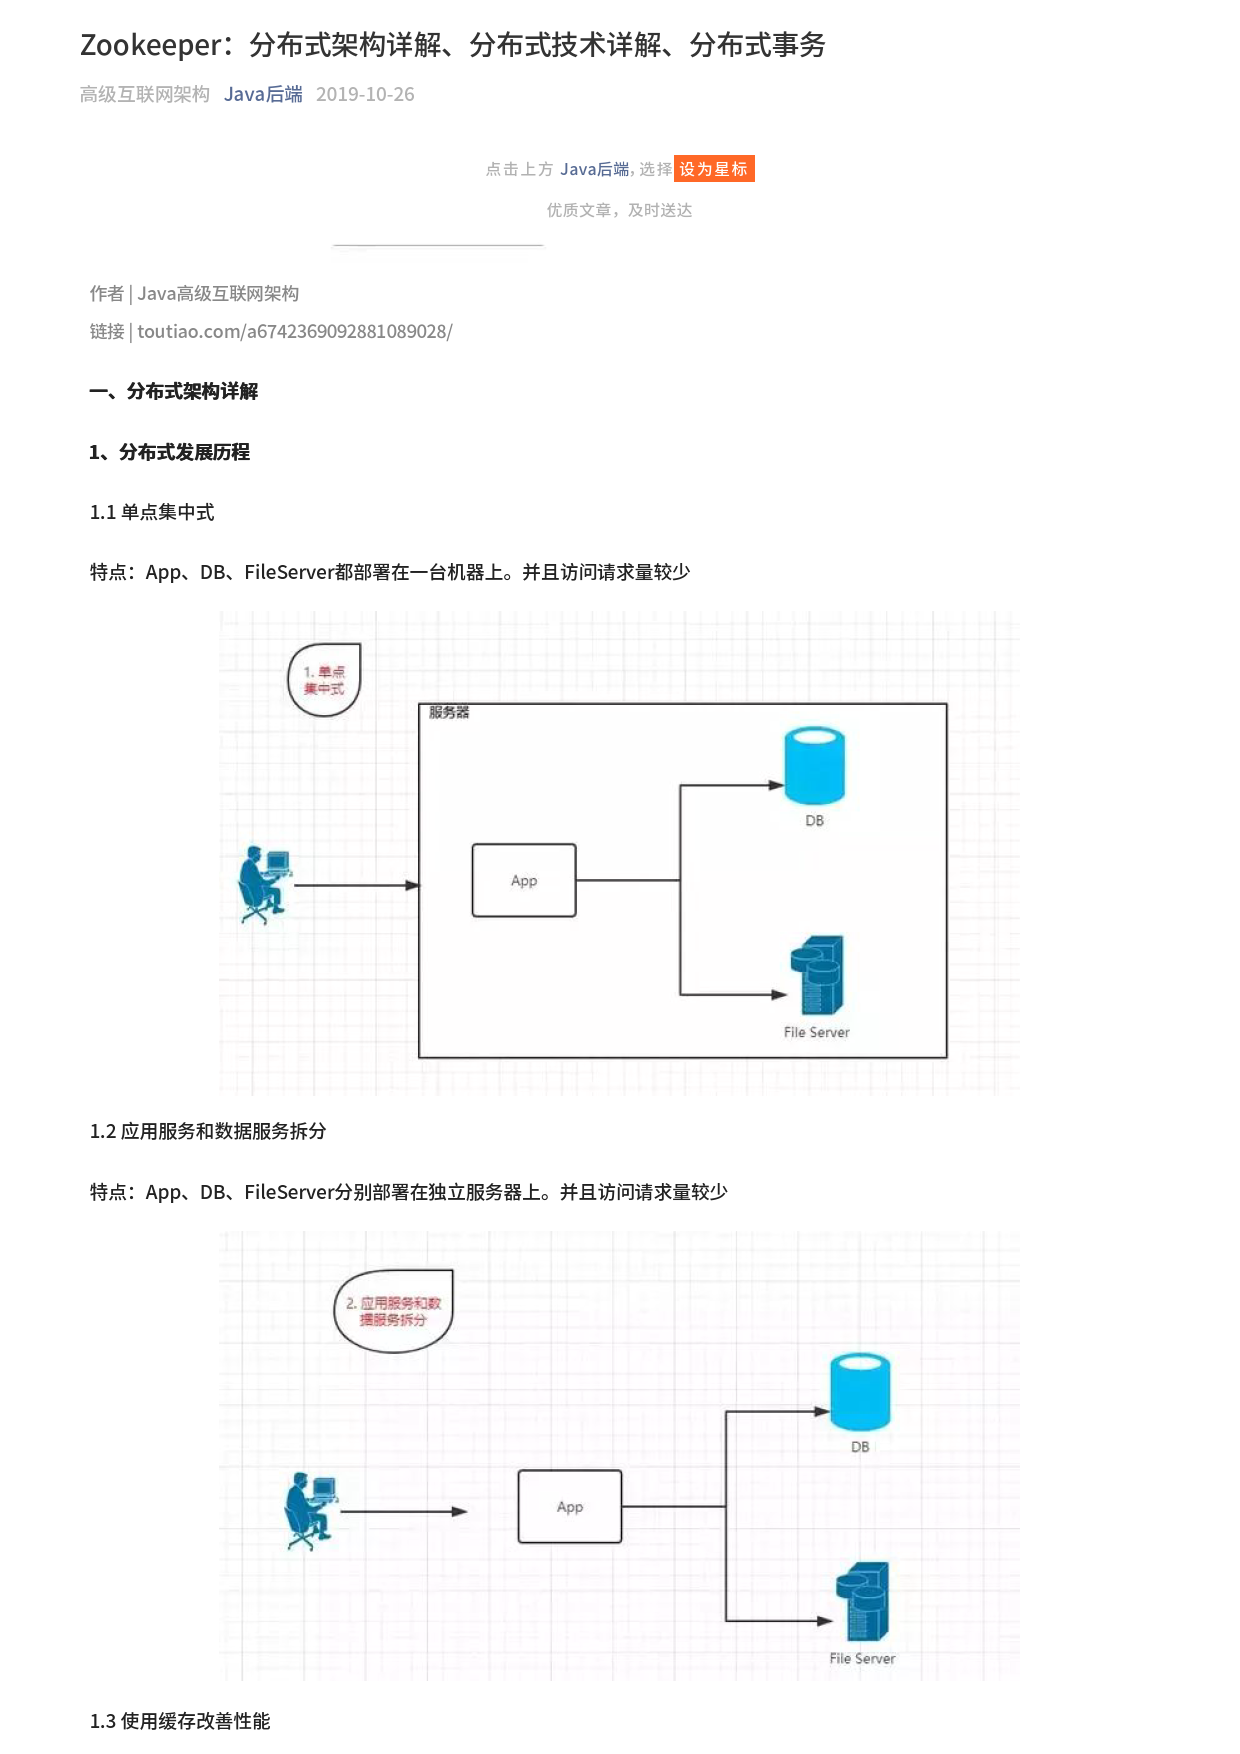 Zookeeper：分布式架构详解、分布式技术详解、分布式事务
高级互联网架构 Java后端 2019-10-26
点击上方 Java后端, 选择 设为星标
优质文章，及时送达
作者 | Java高级互联网架构
链接 | toutiao.com/a6742369092881089028/
一、分布式架构详解
1、分布式发展历程
1.1 单点集中式
特点：App、DB、FileServer都部署在一台机器上。并且访问请求量较少
1. 单点
集中式
服务器
DB
App
File Server
1.2 应用服务和数据服务拆分
特点：App、DB、FileServer分别部署在独立服务器上。并且访问请求量较少
2. 应用服务和数
据服务拆分
DB
App
File Server
1.3 使用缓存改善性能